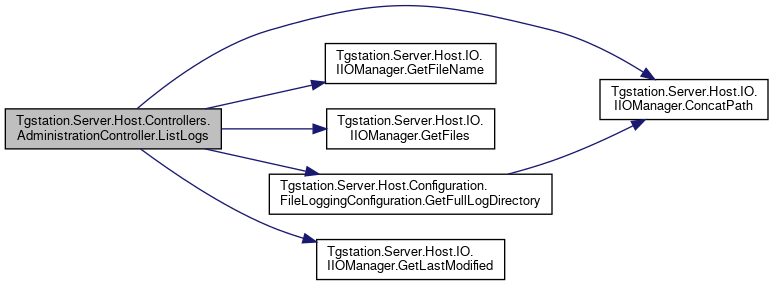 Tgstation.Server.Host.Controllers.
AdministrationController.ListLogs
Tgstation.Server.Host.IO.
IIOManager.GetFileName
Tgstation.Server.Host.IO.
IIOManager.GetFiles
Tgstation.Server.Host.Configuration.
FileLoggingConfiguration.GetFullLogDirectory
Tgstation.Server.Host.IO.
IIOManager.GetLastModified
Tgstation.Server.Host.IO.
IIOManager.ConcatPath